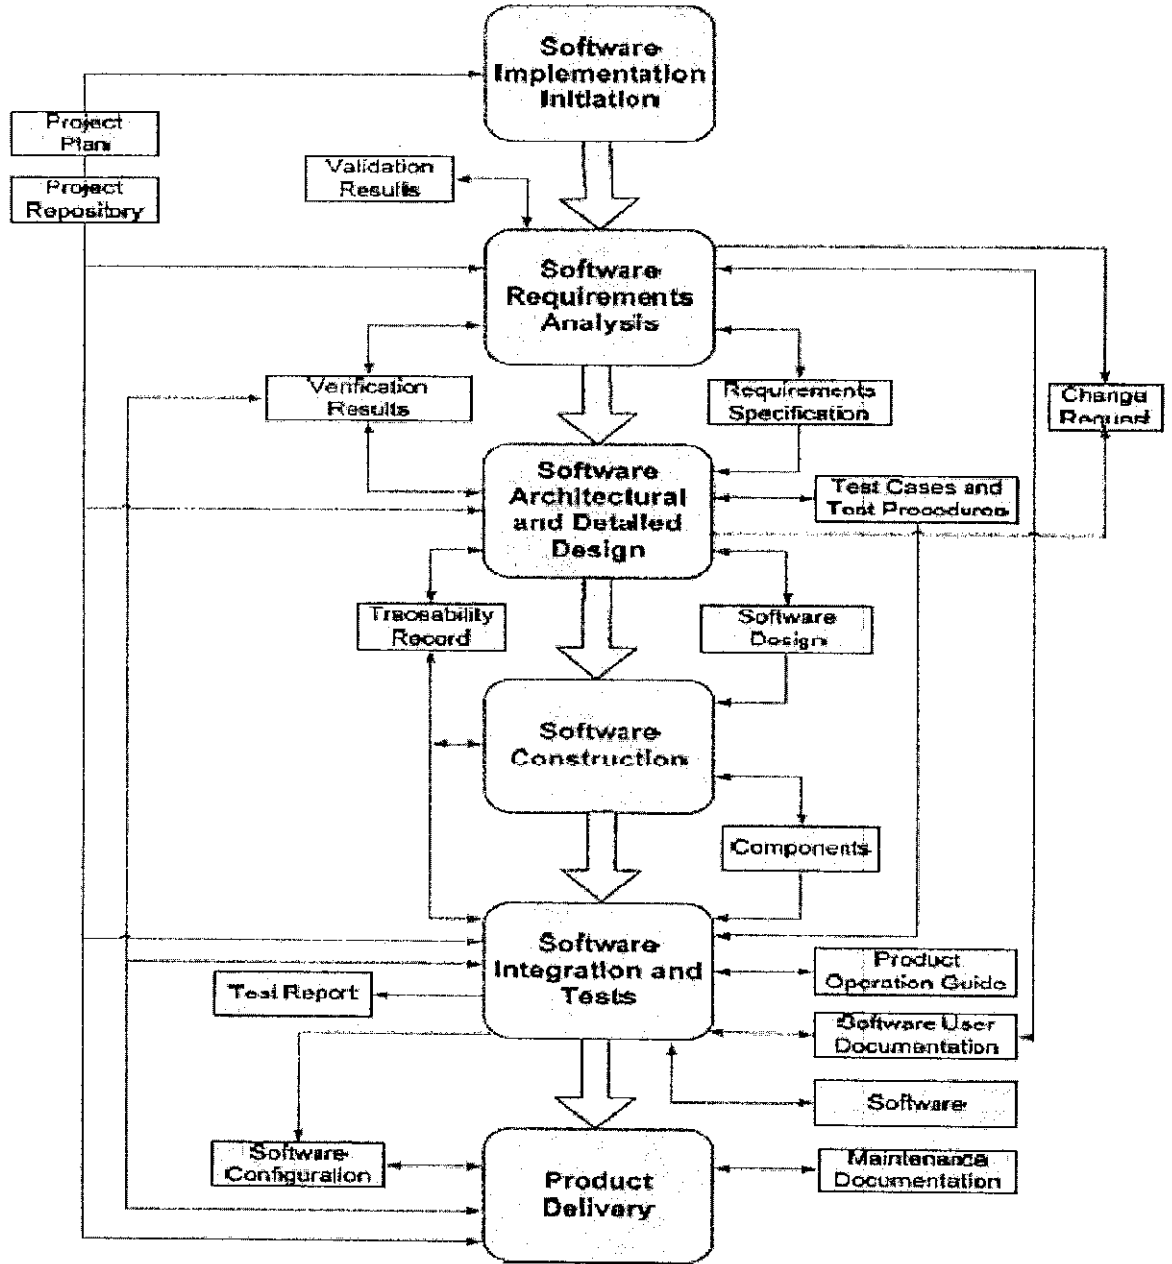 Software
Implementation
Initiation
Project
Plan
Validation
Results
Project
Repository
Software
Requirements
Analysis
Verification
Results
Requirements
Specification
Change
Request
Software
Architectural
and Detailed
Design
Test Cases and
Test Procedures
Traceability
Record
Software
Design
Software
Construction
Components
Software
Integration and
Tests
Product
Operation Guide
Test Report
Software User
Documentation
Software
Software
Configuration
Product
Delivery
Maintenance
Documentation